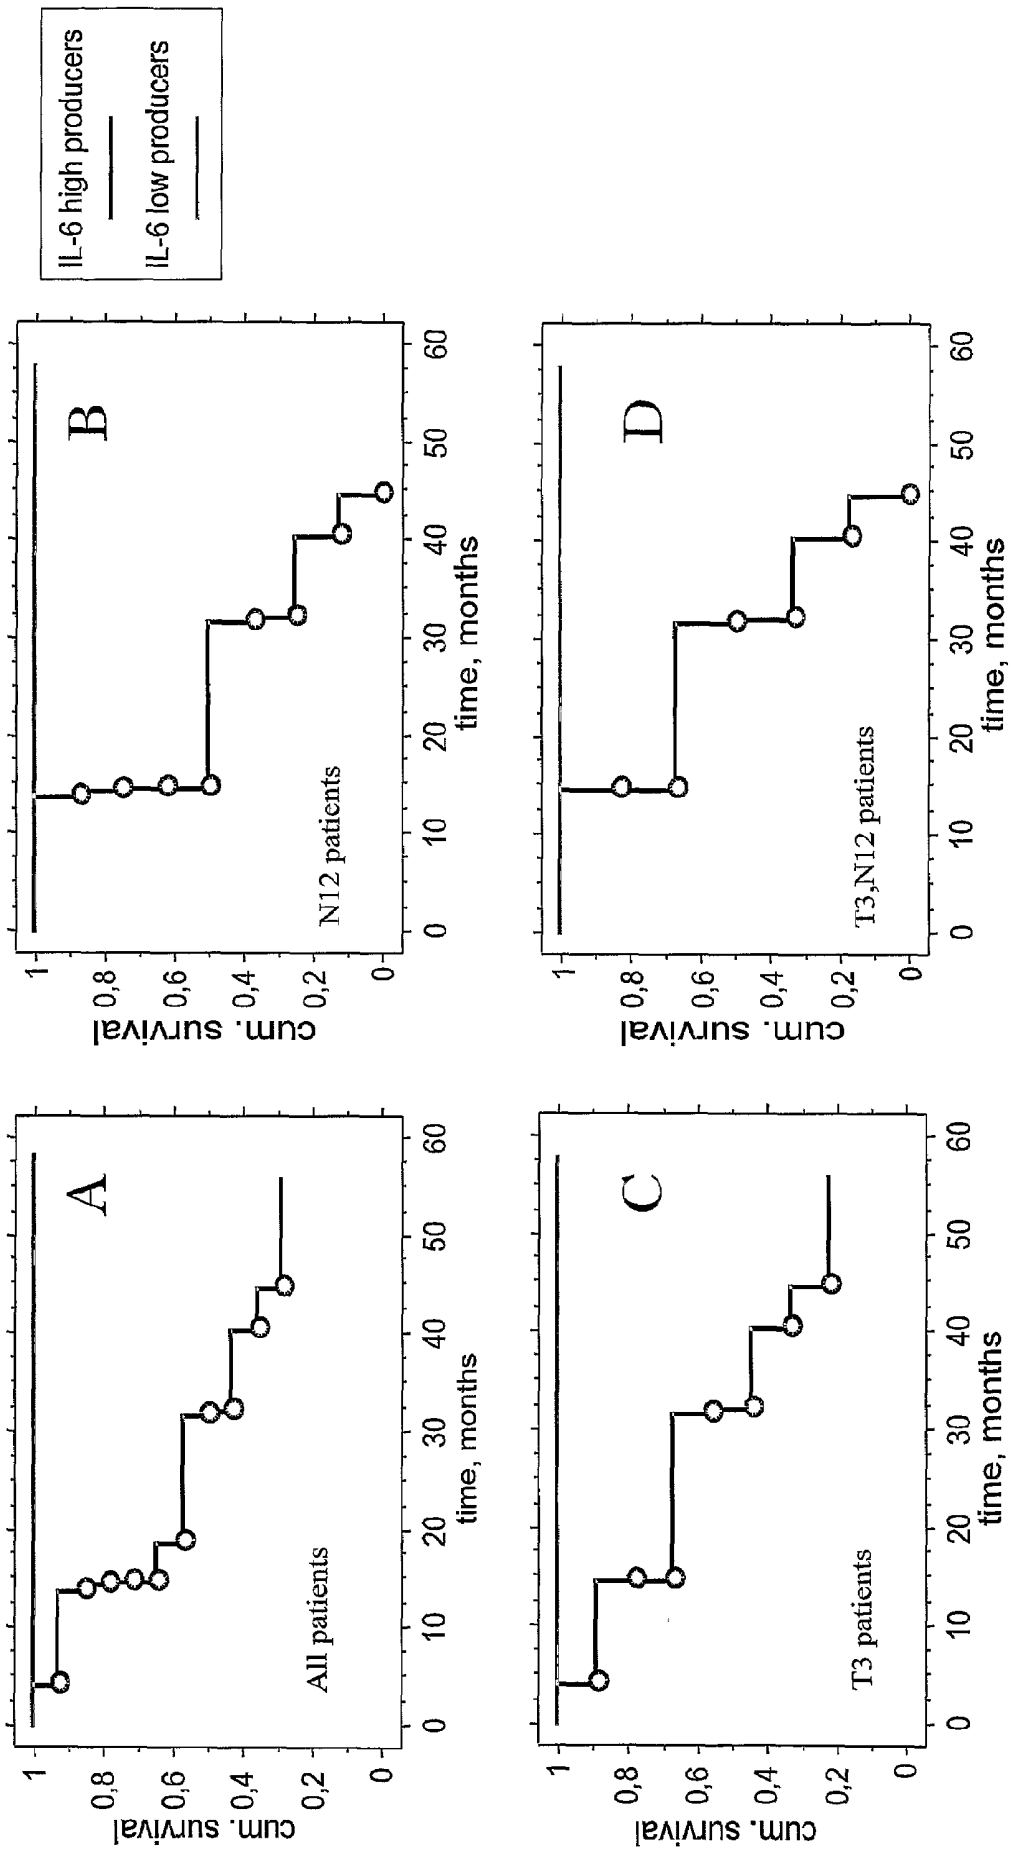 A
All patients
cum. survival
1
0,8
0,6
0,4
0,2
0
0 10 20 30 40 50 60
time, months
B
N12 patients
cum. survival
1
0,8
0,6
0,4
0,2
0
0 10 20 30 40 50 60
time, months
IL-6 high producers
IL-6 low producers
C
T3 patients
cum. survival
1
0,8
0,6
0,4
0,2
0
0 10 20 30 40 50 60
time, months
D
T3,N12 patients
cum. survival
1
0,8
0,6
0,4
0,2
0
0 10 20 30 40 50 60
time, months